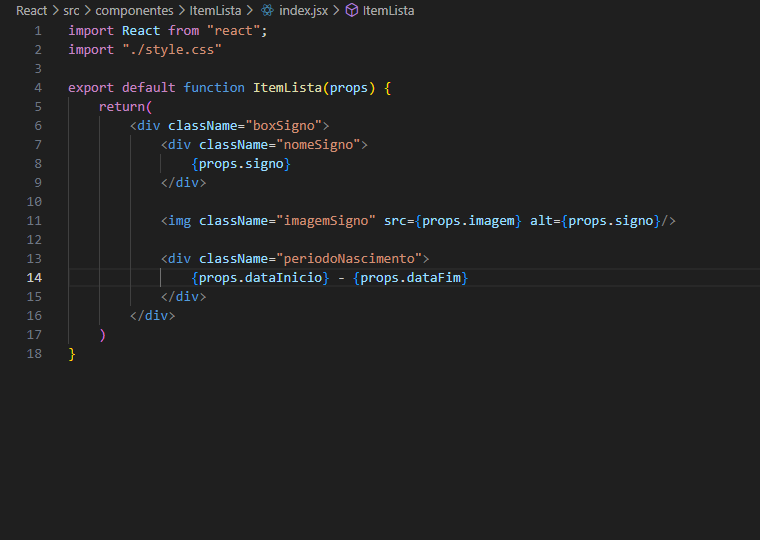 React > src > componentes > ItemLista > index.jsx > ItemLista
1 import React from "react";
2 import "./style.css"
3
4 export default function ItemLista(props) {
5     return(
6         <div className="boxSigno">
7             <div className="nomeSigno">
8                 {props.signo}
9             </div>
10
11             <img className="imagemSigno" src={props.imagem} alt={props.signo}/>
12
13             <div className="periodoNascimento">
14                 {props.dataInicio} - {props.dataFim}
15             </div>
16         </div>
17     )
18 }